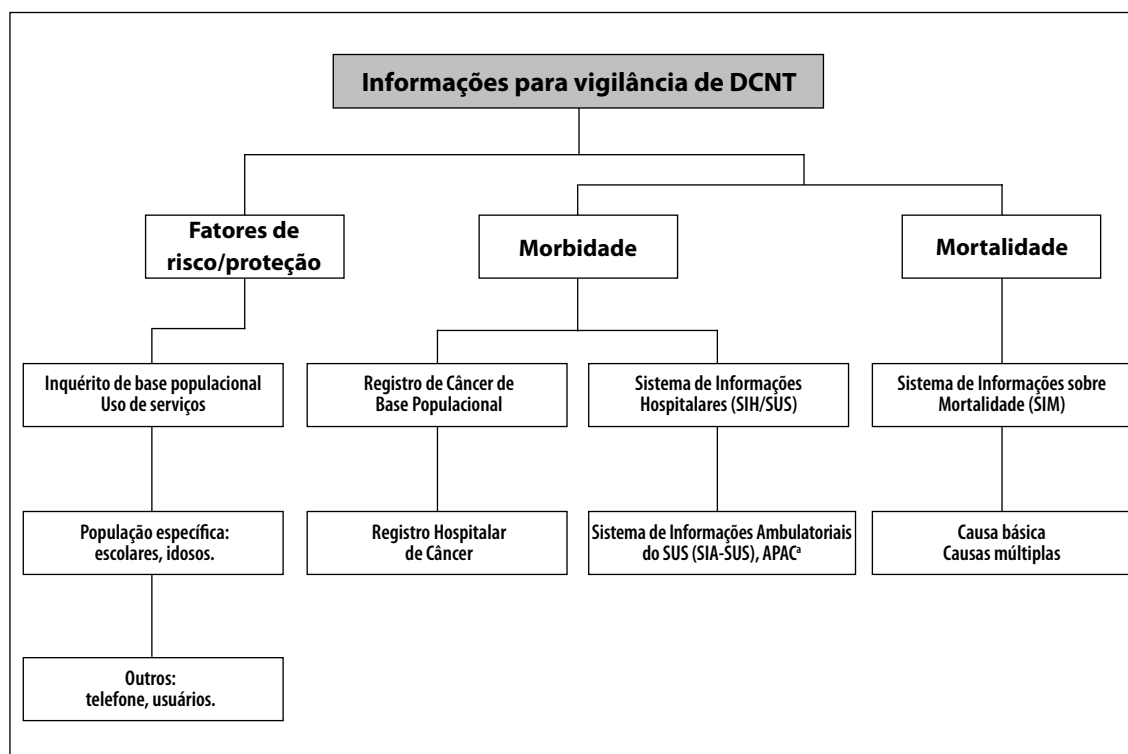 Informações para vigilância de DCNT
Fatores de
risco/proteção
Morbidade
Mortalidade
Inquérito de base populacional
Uso de serviços
Registro de Câncer de
Base Populacional
Sistema de Informações
Hospitalares (SIH/SUS)
Sistema de Informações sobre
Mortalidade (SIM)
População específica:
escolares, idosos.
Registro Hospitalar
de Câncer
Sistema de Informações Ambulatoriais
do SUS (SIA-SUS), APACª
Causa básica
Causas múltiplas
Outros:
telefone, usuários.